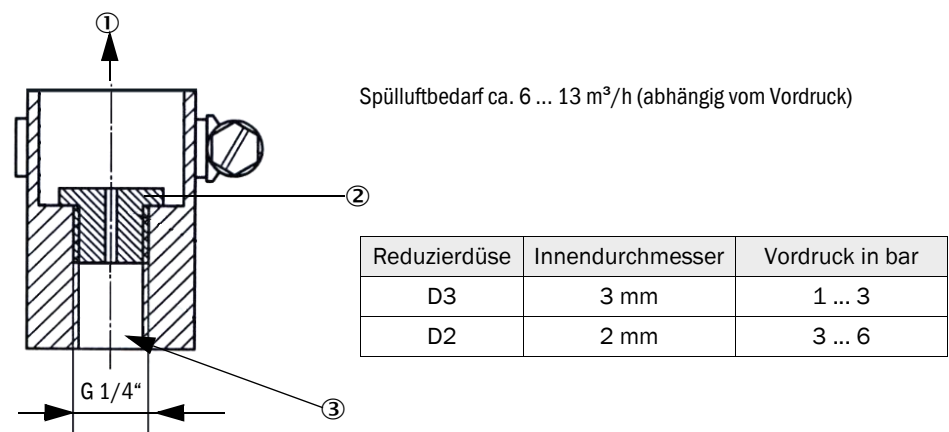 ①
Spülluftbedarf ca. 6 ... 13 m³/h (abhängig vom Vordruck)
②
Reduzierdüse Innendurchmesser Vordruck in bar
D3 3 mm 1 ... 3
D2 2 mm 3 ... 6
G 1/4“
③